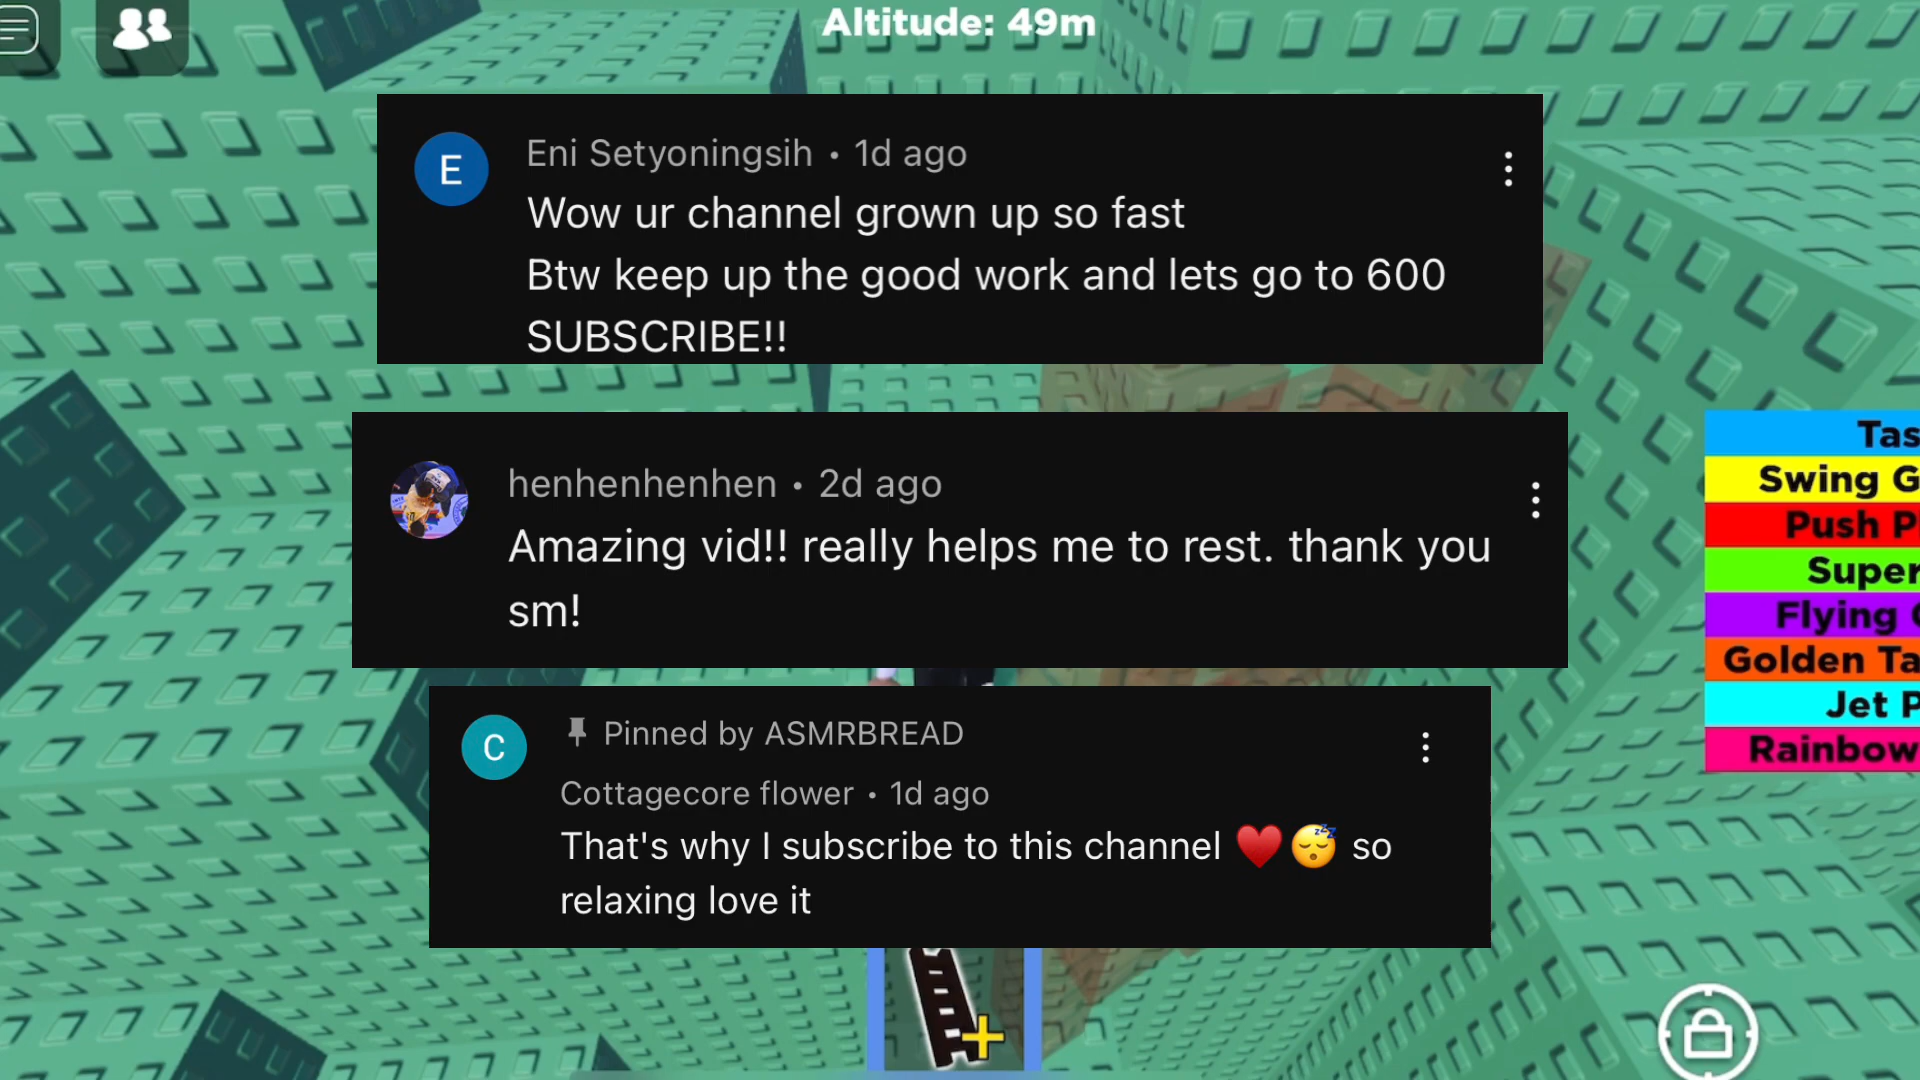 Altitude: 49m
E
Eni Setyoningsih • 1d ago
Wow ur channel grown up so fast
Btw keep up the good work and lets go to 600
SUBSCRIBE!!
henhenhenhen • 2d ago
Amazing vid!! really helps me to rest. thank you
sm!
Tas
Swing G
Push P
Super
Flying
Golden Ta
Jet P
Rainbow
C
Pinned by ASMRBREAD
Cottagecore flower • 1d ago
That's why I subscribe to this channel ♥️😴 so
relaxing love it